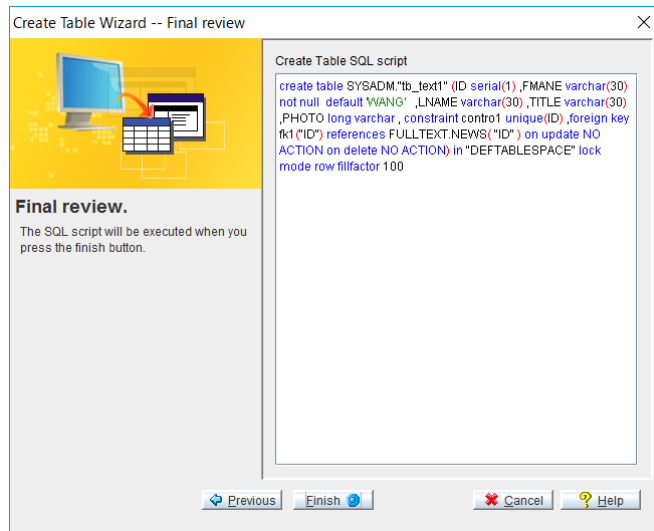 Create Table Wizard -- Final review
Create Table SQL script
create table SYSADM."tb_text1" (ID serial(1) ,FMANE varchar(30)
not null default 'WANG' ,LNAME varchar(30) ,TITLE varchar(30)
,PHOTO long varchar , constraint contro1 unique(ID) ,foreign key
fk1("ID") references FULLTEXT.NEWS( "ID" ) on update NO
ACTION on delete NO ACTION) in "DEFTABLESPACE" lock
mode row fillfactor 100
Final review.
The SQL script will be executed when you
press the finish button.
Previous Finish Cancel Help